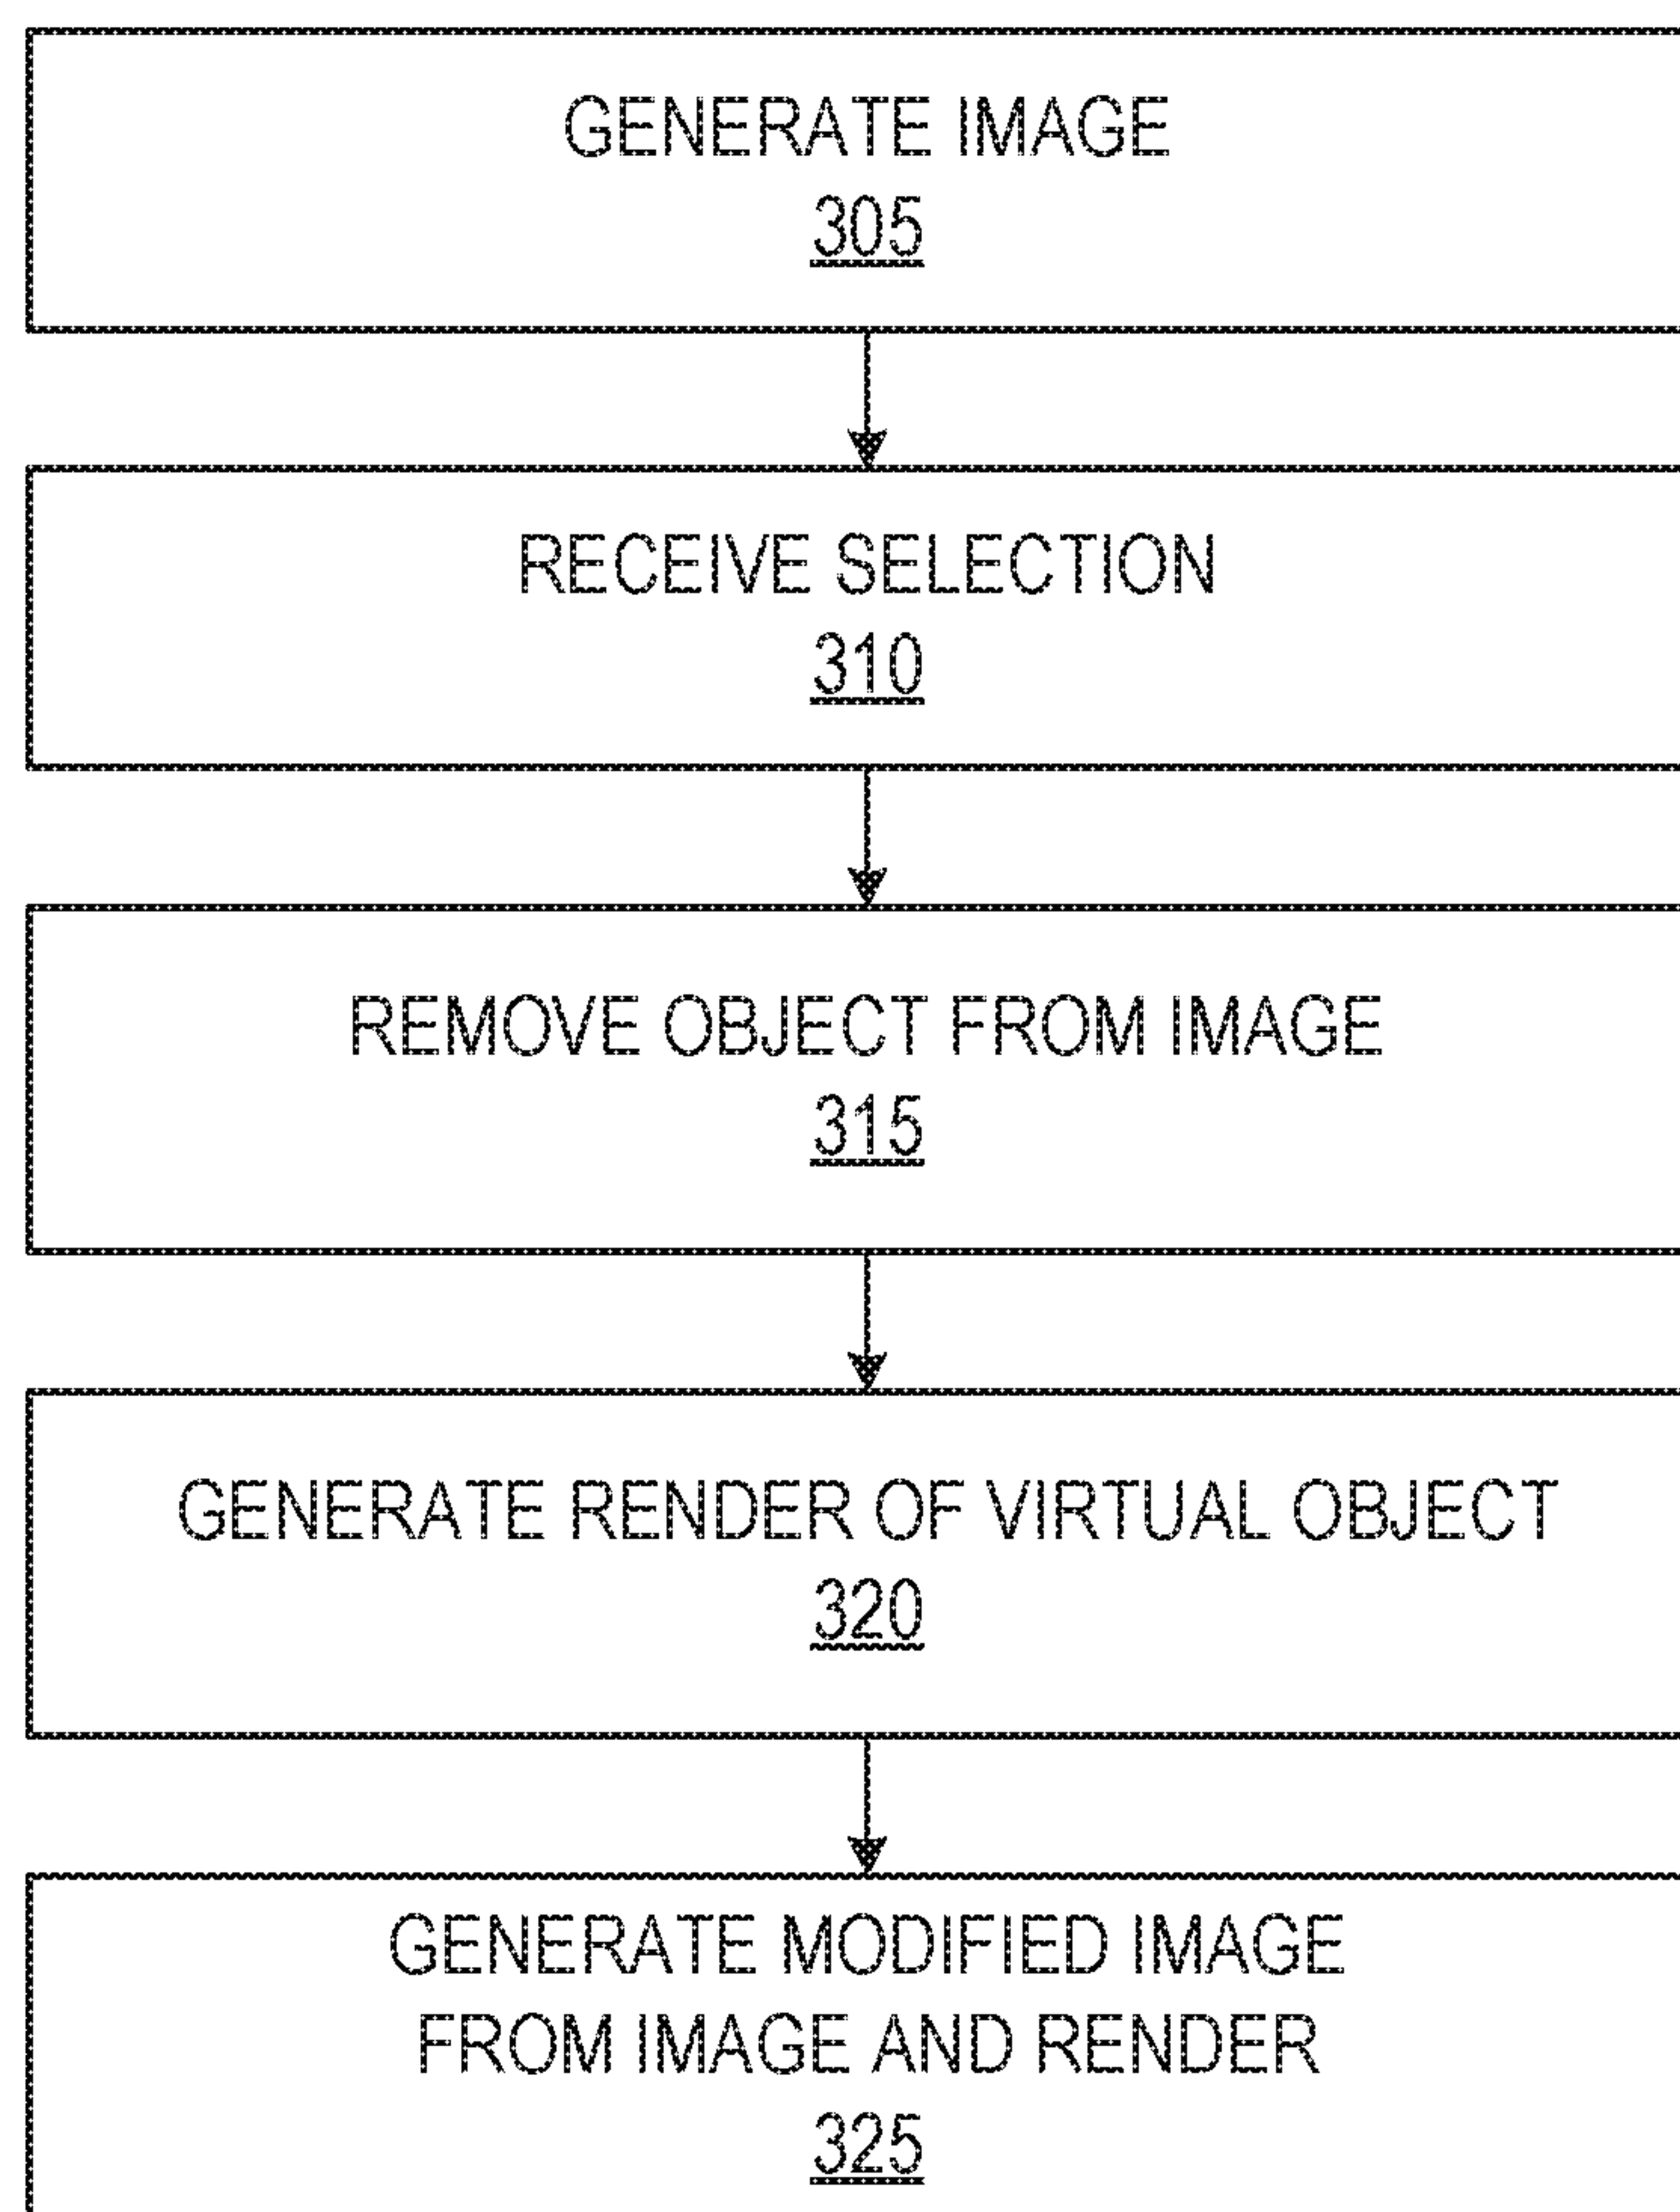 GENERATE IMAGE
305
RECEIVE SELECTION
310
REMOVE OBJECT FROM IMAGE
315
GENERATE RENDER OF VIRTUAL OBJECT
320
GENERATE MODIFIED IMAGE
FROM IMAGE AND RENDER
325